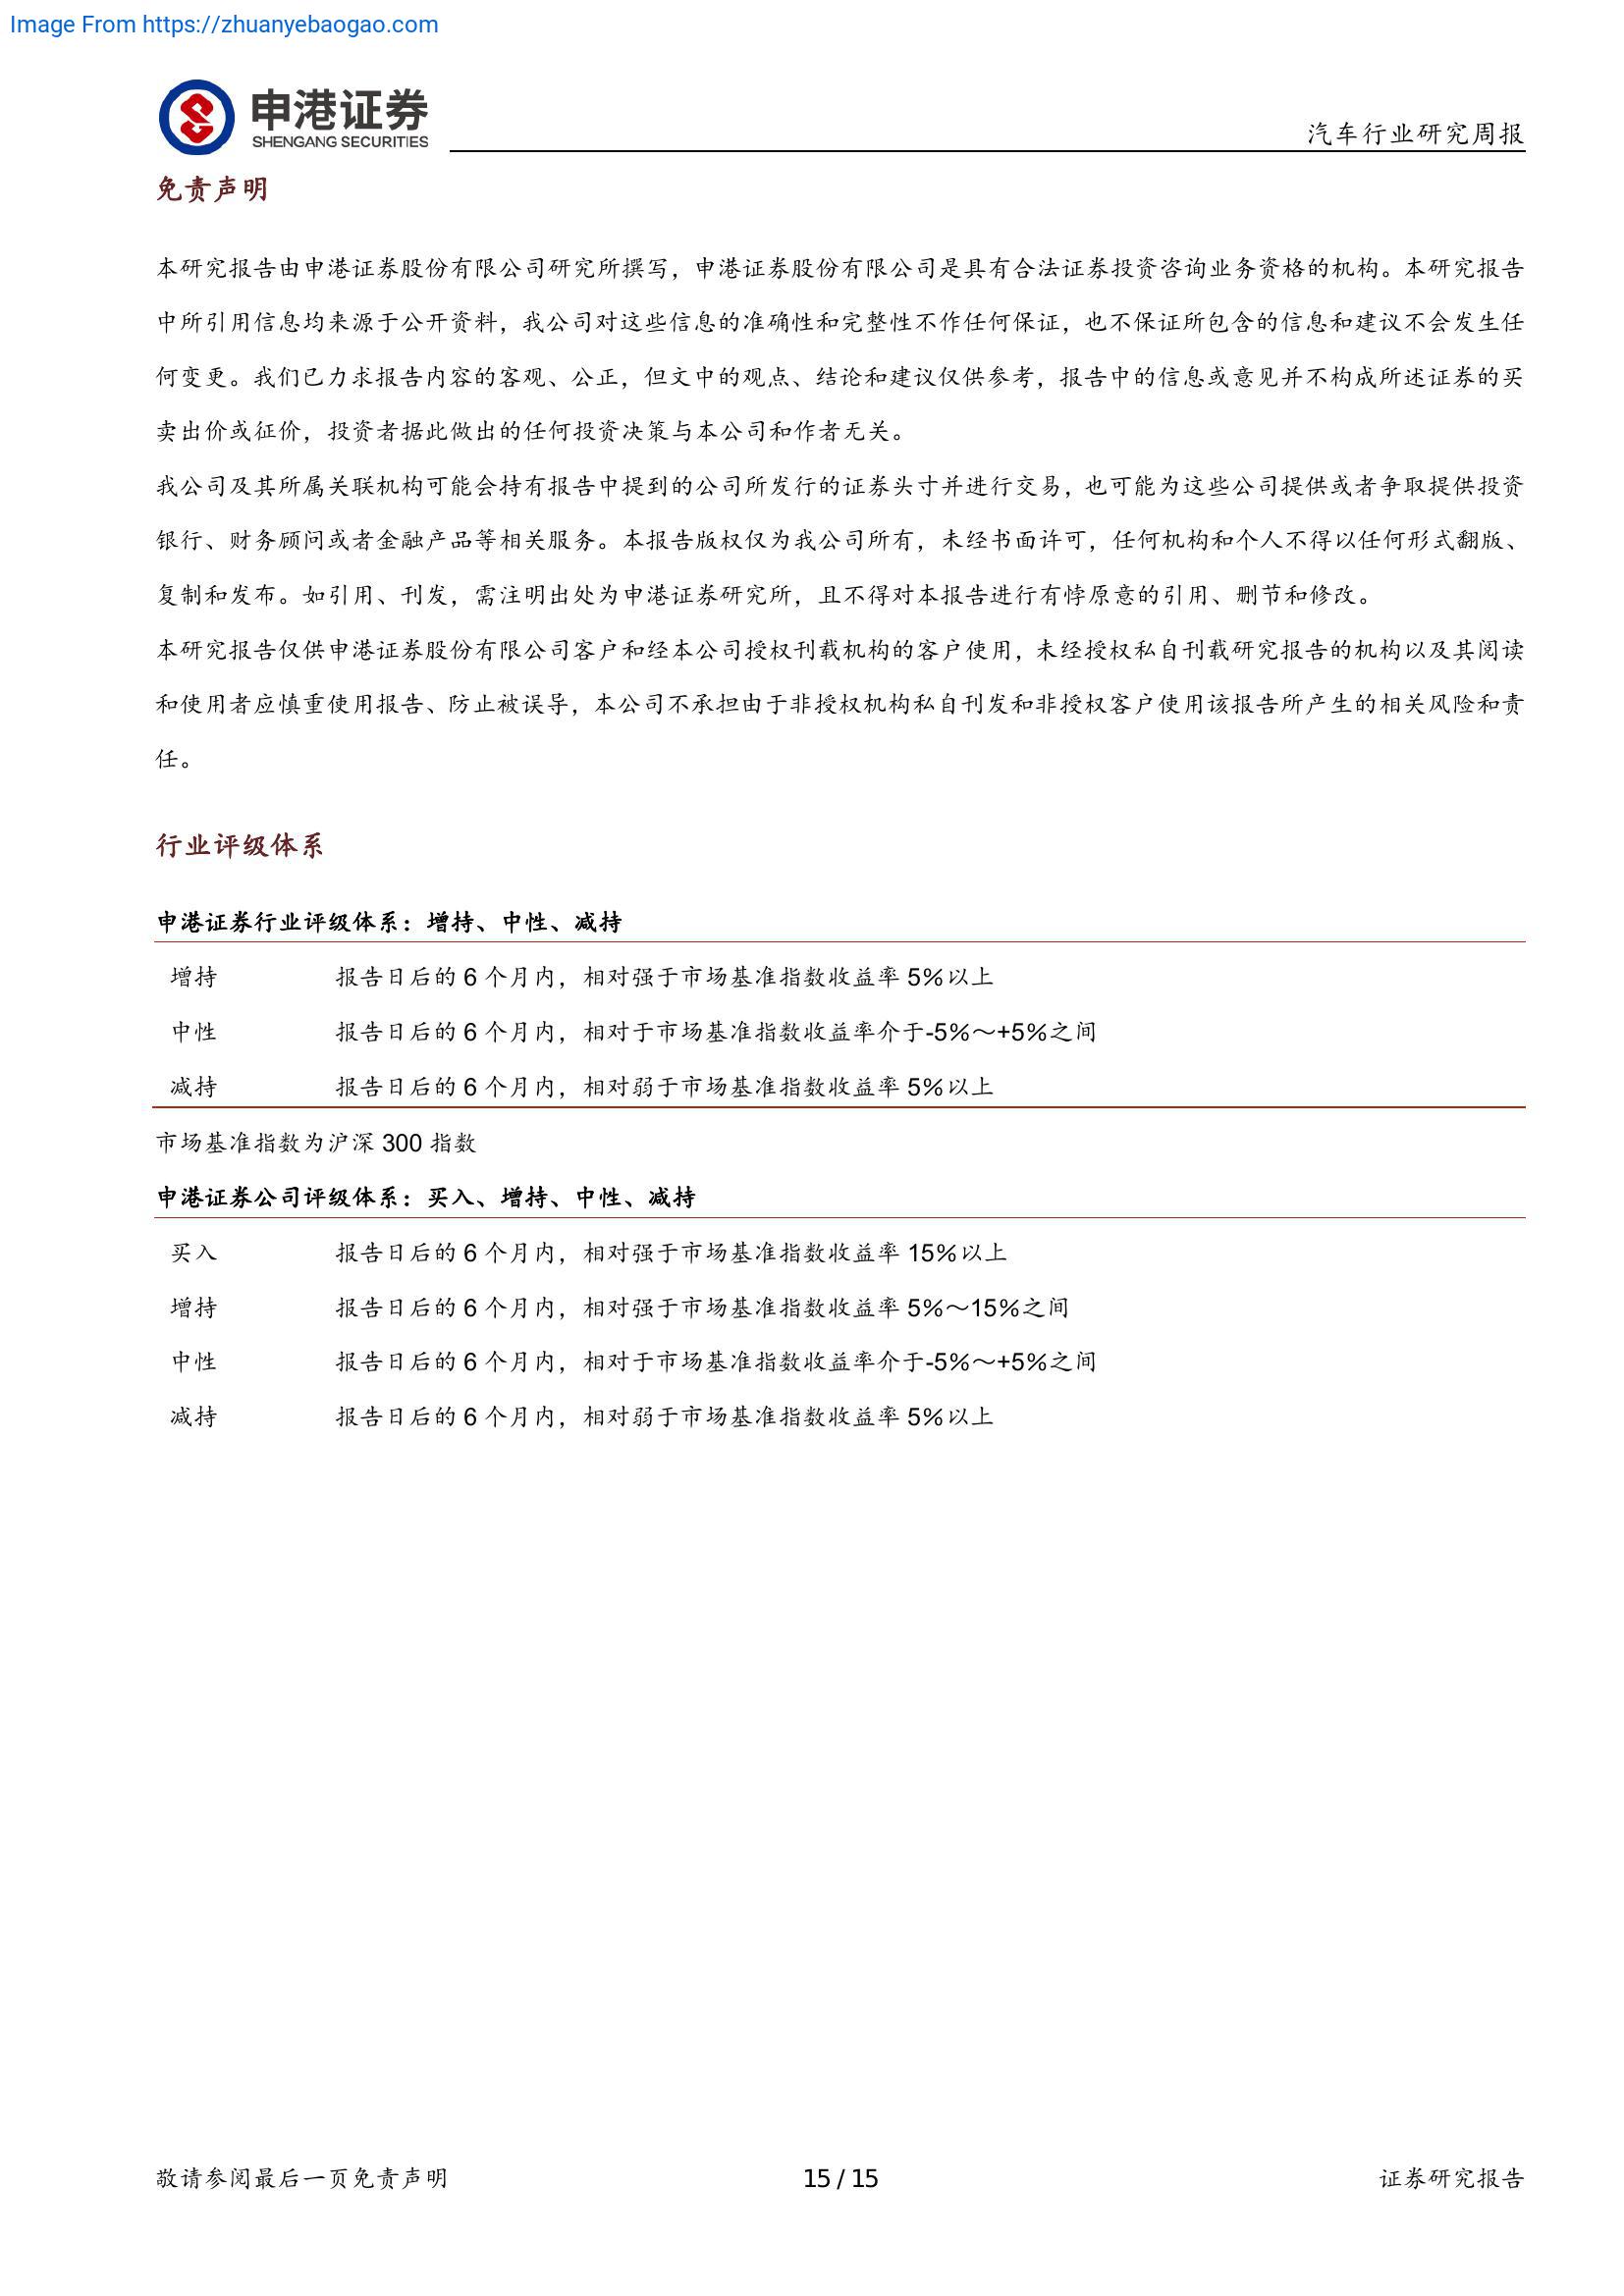 Image From https://zhuanyebaogao.com
申港证券
SHENGANG SECURITIES
汽车行业研究周报
免责声明
本研究报告由申港证券股份有限公司研究所撰写，申港证券股份有限公司是具有合法证券投资咨询业务资格的机构。本研究报告
中所引用信息均来源于公开资料，我公司对这些信息的准确性和完整性不作任何保证，也不保证所包含的信息和建议不会发生任
何变更。我们已力求报告内容的客观、公正，但文中的观点、结论和建议仅供参考，报告中的信息或意见并不构成所述证券的买
卖出价或征价，投资者据此做出的任何投资决策与本公司和作者无关。
我公司及其所属关联机构可能会持有报告中提到的公司所发行的证券头寸并进行交易，也可能为这些公司提供或者争取提供投资
银行、财务顾问或者金融产品等相关服务。本报告版权仅为我公司所有，未经书面许可，任何机构和个人不得以任何形式翻版、
复制和发布。如引用、刊发，需注明出处为申港证券研究所，且不得对本报告进行有悖原意的引用、删节和修改。
本研究报告仅供申港证券股份有限公司客户和经本公司授权刊载机构的客户使用，未经授权私自刊载研究报告的机构以及其阅读
和使用者应慎重使用报告、防止被误导，本公司不承担由于非授权机构私自刊发和非授权客户使用该报告所产生的相关风险和责
任。
行业评级体系
申港证券行业评级体系：增持、中性、减持
增持 报告日后的 6 个月内，相对强于市场基准指数收益率 5％以上
中性 报告日后的 6 个月内，相对于市场基准指数收益率介于-5％～+5％之间
减持 报告日后的 6 个月内，相对弱于市场基准指数收益率 5％以上
市场基准指数为沪深 300 指数
申港证券公司评级体系：买入、增持、中性、减持
买入 报告日后的 6 个月内，相对强于市场基准指数收益率 15％以上
增持 报告日后的 6 个月内，相对强于市场基准指数收益率 5％～15％之间
中性 报告日后的 6 个月内，相对于市场基准指数收益率介于-5％～+5％之间
减持 报告日后的 6 个月内，相对弱于市场基准指数收益率 5％以上
敬请参阅最后一页免责声明 15 / 15 证券研究报告